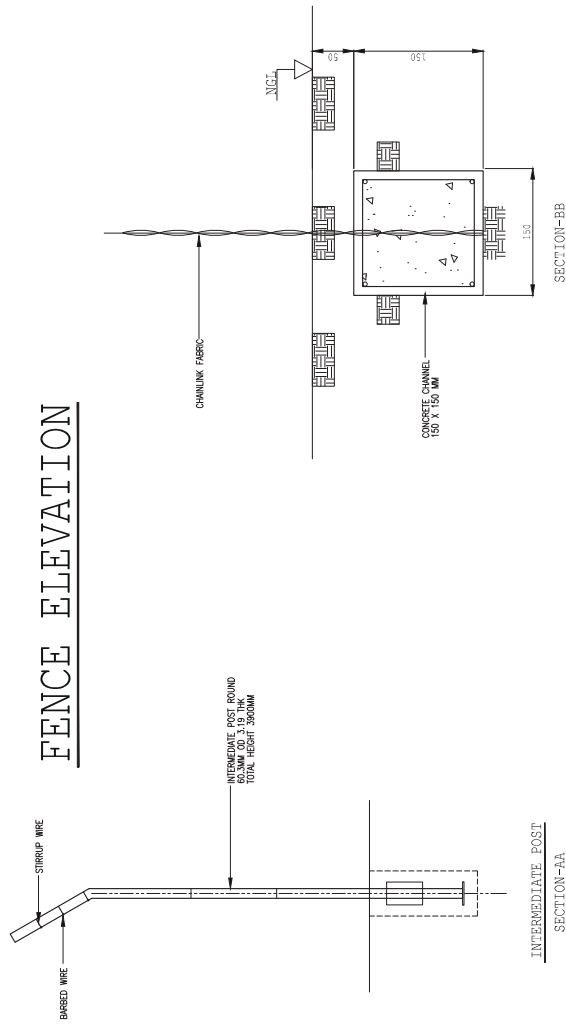 FENCE ELEVATION
STIRRUP WIRE
BARBED WIRE
INTERMEDIATE POST ROUND
60.3MM OD 3.19 THK
TOTAL HEIGHT 3900MM
INTERMEDIATE POST
SECTION-AA
NGL
50
150
CHAINLINK FABRIC
CONCRETE CHANNEL
150 X 150 MM
150
SECTION-BB